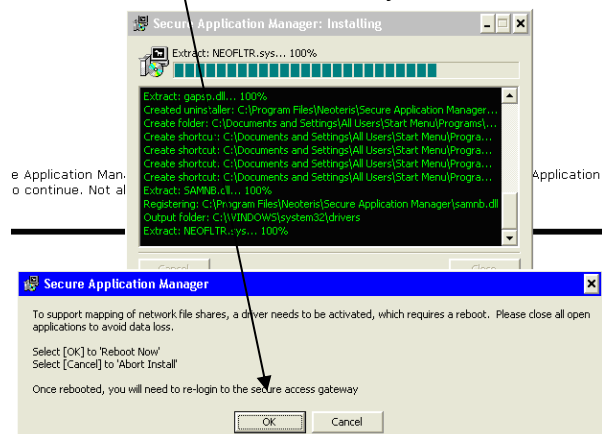 Secure Application Manager: Installing
Extract: NEOFLTR.sys... 100%
Extract: gapsp.dll... 100%
Created uninstaller: C:\Program Files\Neoteris\Secure Application Manager...
Create folder: C:\Documents and Settings\All Users\Start Menu\Programs\...
Create shortcut: C:\Documents and Settings\All Users\Start Menu\Progra...
Create shortcut: C:\Documents and Settings\All Users\Start Menu\Progra...
Create shortcut: C:\Documents and Settings\All Users\Start Menu\Progra...
Create shortcut: C:\Documents and Settings\All Users\Start Menu\Progra...
e Application Man
Application
o continue. Not al
Extract: SAMNB.dll... 100%
Registering: C:\Program Files\Neoteris\Secure Application Manager\samnb.dll
Output folder: C:\WINDOWS\system32\drivers
Extract: NEOFLTR.sys... 100%
Cancel
Close
Secure Application Manager
To support mapping of network file shares, a driver needs to be activated, which requires a reboot. Please close all open
applications to avoid data loss.
Select [OK] to 'Reboot Now'
Select [Cancel] to 'Abort Install'
Once rebooted, you will need to re-login to the secure access gateway
OK
Cancel